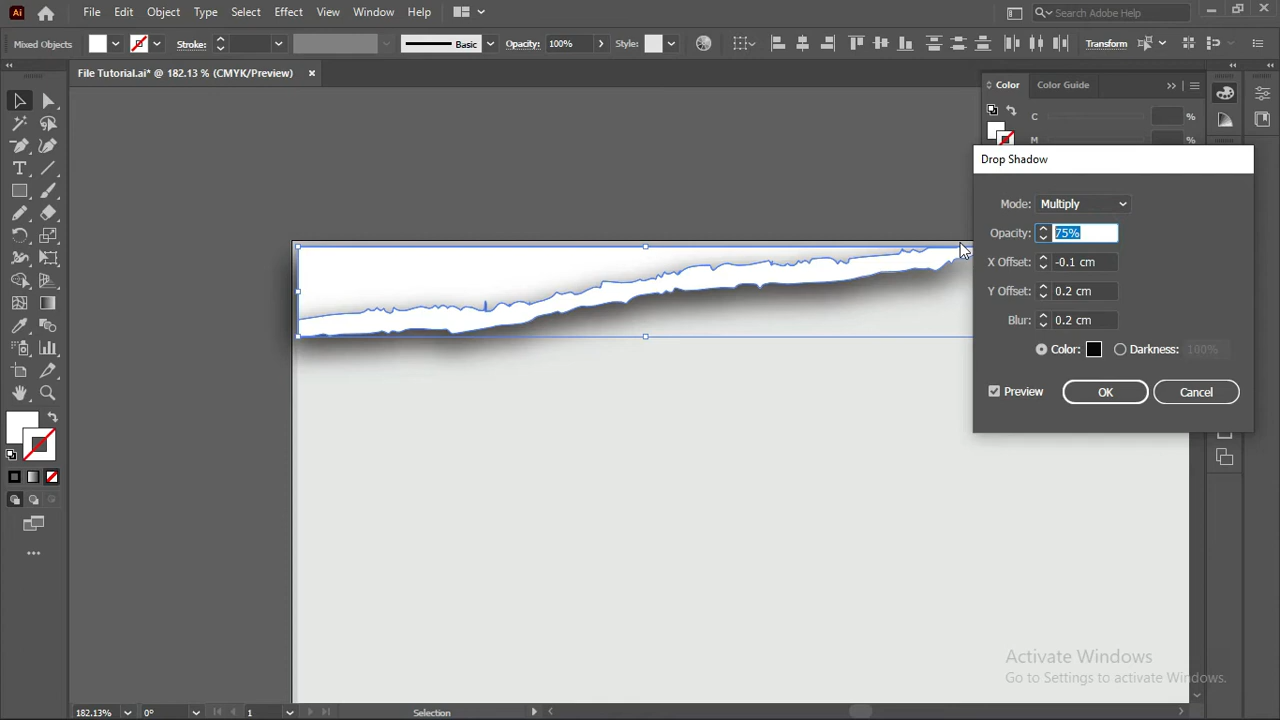 Ai File Edit Object Type Select Effect View Window Help Search Adobe Help
Mixed Objects Stroke: Basic Opacity: 100% Style: Transform
File Tutorial.ai* @ 182.13 % (CMYK/Preview)
Color Color Guide
C %
M %
Drop Shadow
Mode: Multiply
Opacity: 75%
X Offset: -0.1 cm
Y Offset: 0.2 cm
Blur: 0.2 cm
Color: Darkness: 100%
Preview OK Cancel
Activate Windows
Go to Settings to activate Windows.
182.13% 0° 1 Selection